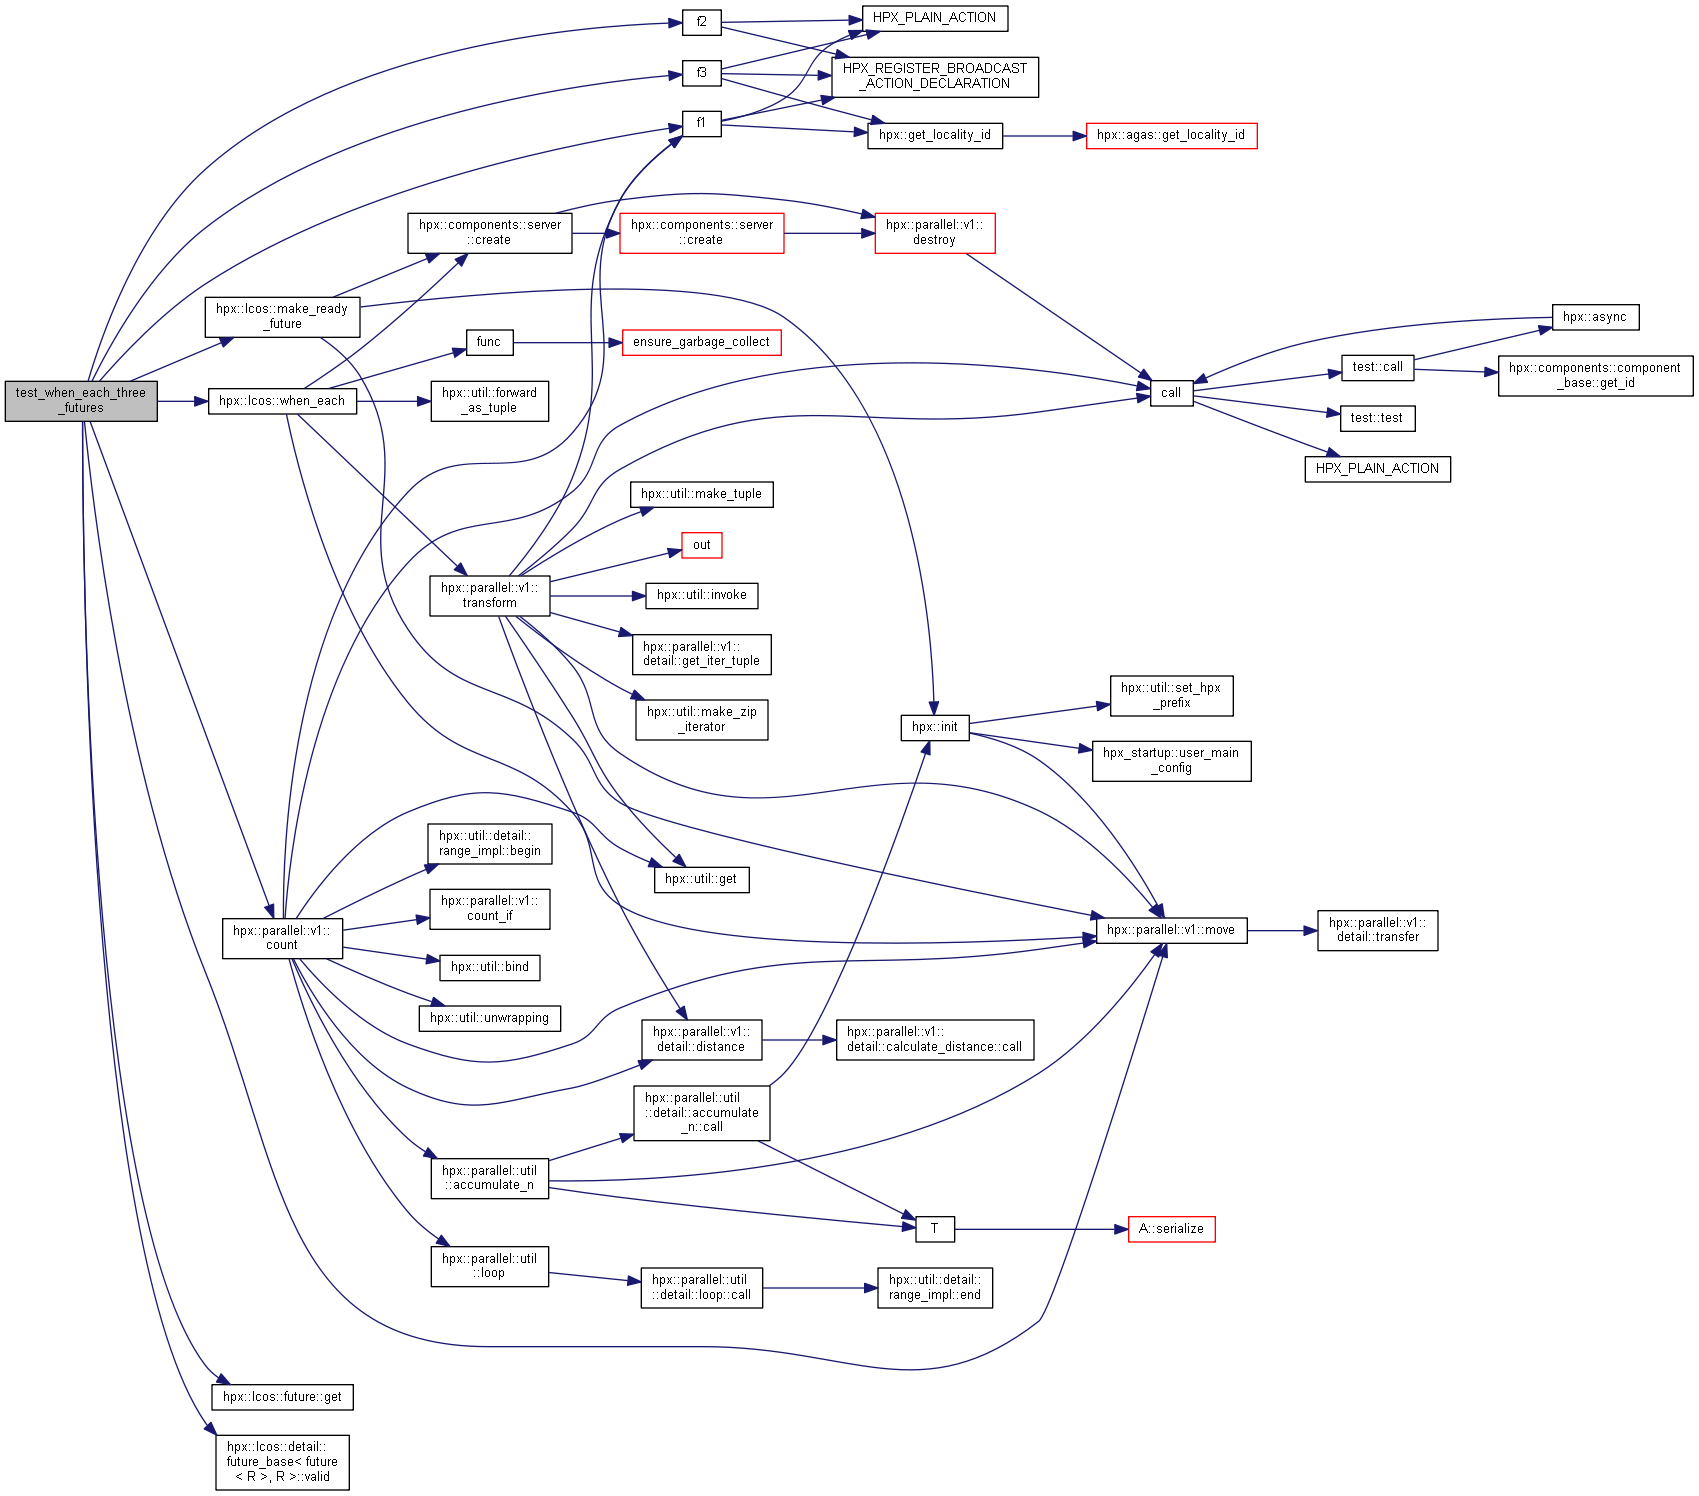 test_when_each_three
_futures
f2
f3
f1
HPX_PLAIN_ACTION
HPX_REGISTER_BROADCAST
_ACTION_DECLARATION
hpx::get_locality_id
hpx::agas::get_locality_id
hpx::components::server
::create
hpx::components::server
::create
hpx::parallel::v1::
destroy
hpx::lcos::make_ready
_future
func
ensure_garbage_collect
hpx::lcos::when_each
hpx::util::forward
_as_tuple
call
hpx::async
test::call
hpx::components::component
_base::get_id
test::test
HPX_PLAIN_ACTION
hpx::util::make_tuple
out
hpx::parallel::v1::
transform
hpx::util::invoke
hpx::parallel::v1::
detail::get_iter_tuple
hpx::util::make_zip
_iterator
hpx::init
hpx::util::set_hpx
_prefix
hpx_startup::user_main
_config
hpx::util::detail::
range_impl::begin
hpx::util::get
hpx::parallel::v1::
count_if
hpx::parallel::v1::
count
hpx::parallel::v1::move
hpx::parallel::v1::
detail::transfer
hpx::util::bind
hpx::util::unwrapping
hpx::parallel::v1::
detail::distance
hpx::parallel::v1::
detail::calculate_distance::call
hpx::parallel::util
::detail::accumulate
_n::call
hpx::parallel::util
::accumulate_n
T
A::serialize
hpx::parallel::util
::loop
hpx::parallel::util
::detail::loop::call
hpx::util::detail::
range_impl::end
hpx::lcos::future::get
hpx::lcos::detail::
future_base< future
< R >, R >::valid